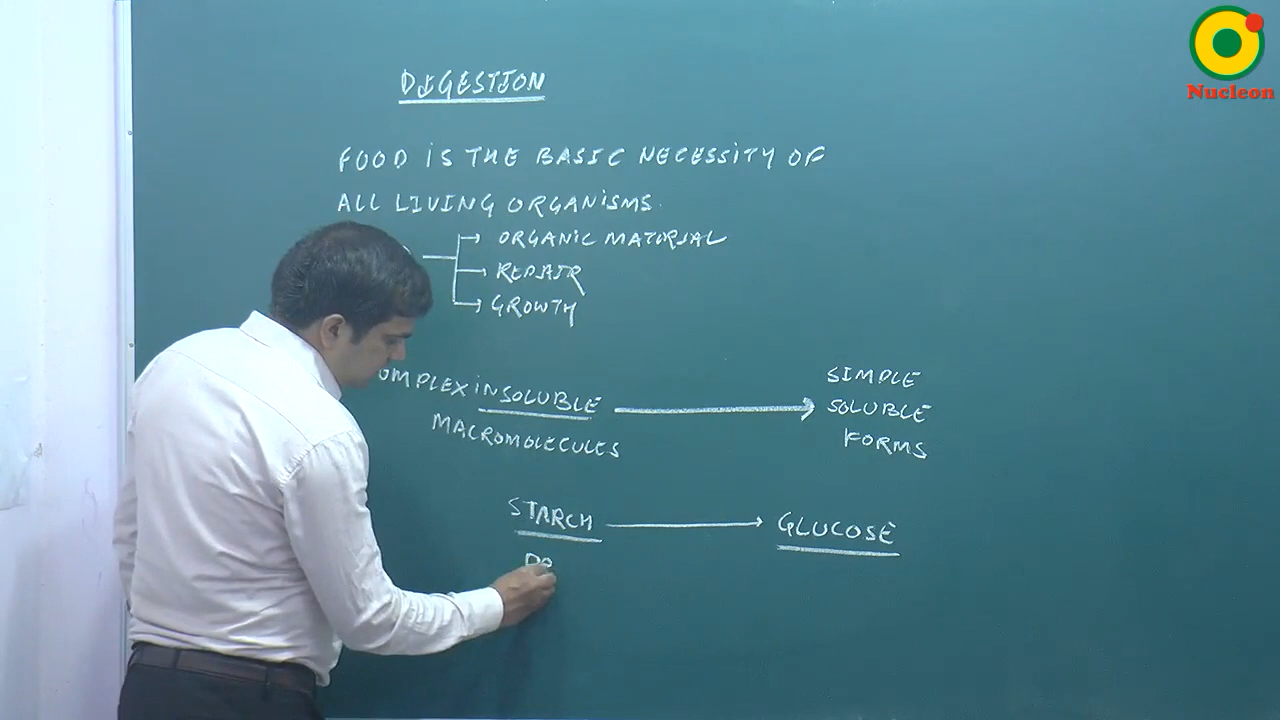 DIGESTION
FOOD IS THE BASIC NECESSITY OF
ALL LIVING ORGANISMS.
ORGANIC MATERIAL
REPAIR
GROWTH
OMPLEX INSOLUBLE
MACROMOLECULES
SIMPLE
SOLUBLE
FORMS
STARCH
GLUCOSE
Nucleon